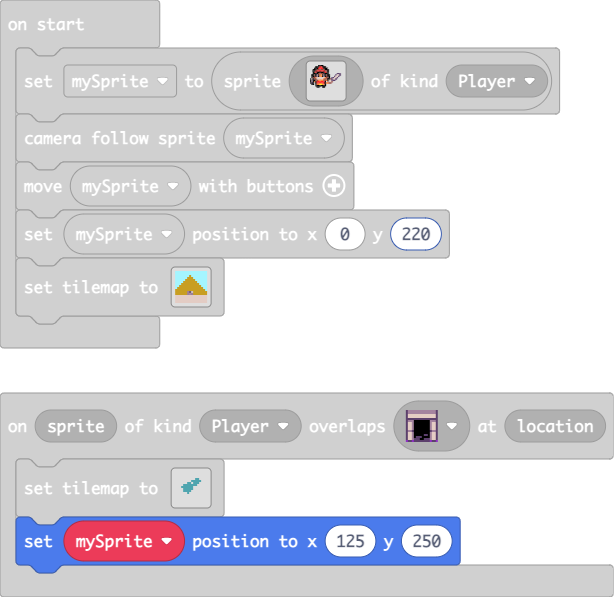 on start
set mySprite to sprite of kind Player
camera follow sprite mySprite
move mySprite with buttons
set mySprite position to x 0 y 220
set tilemap to
on sprite of kind Player overlaps at location
set tilemap to
set mySprite position to x 125 y 250